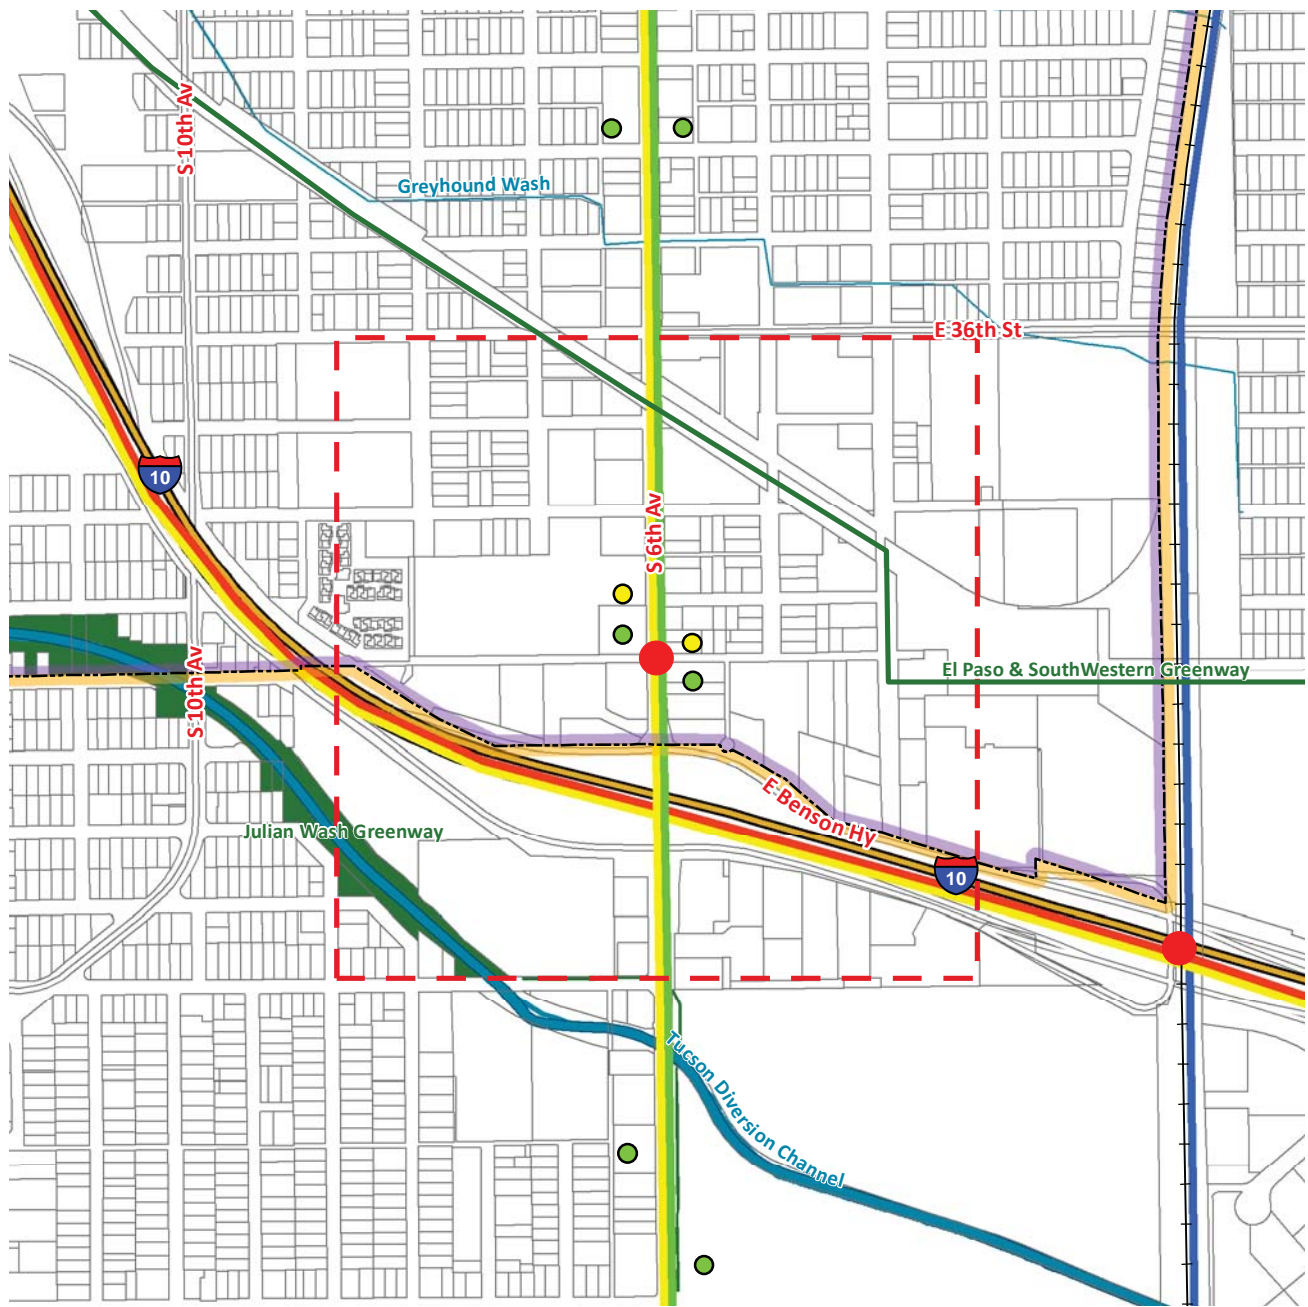 S 10th Av
Greyhound Wash
E 36th St
10
S 6th Av
S 10th Av
El Paso & SouthWestern Greenway
E Benson Hy
Julian Wash Greenway
10
Tucson Diversion Channel